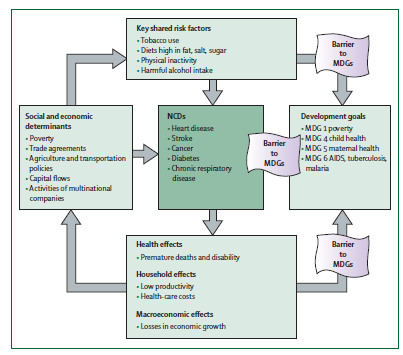 Key shared risk factors
• Tobacco use
• Diets high in fat, salt, sugar
• Physical inactivity
• Harmful alcohol intake
Barrier
to
MDGs
Social and economic
determinants
• Poverty
• Trade agreements
• Agriculture and transportation
policies
• Capital flows
• Activities of multinational
companies
NCDs
• Heart disease
• Stroke
• Cancer
• Diabetes
• Chronic respiratory
disease
Barrier
to
MDGs
Development goals
• MDG 1 poverty
• MDG 4 child health
• MDG 5 maternal health
• MDG 6 AIDS, tuberculosis,
malaria
Health effects
• Premature deaths and disability
Household effects
• Low productivity
• Health-care costs
Macroeconomic effects
• Losses in economic growth
Barrier
to
MDGs